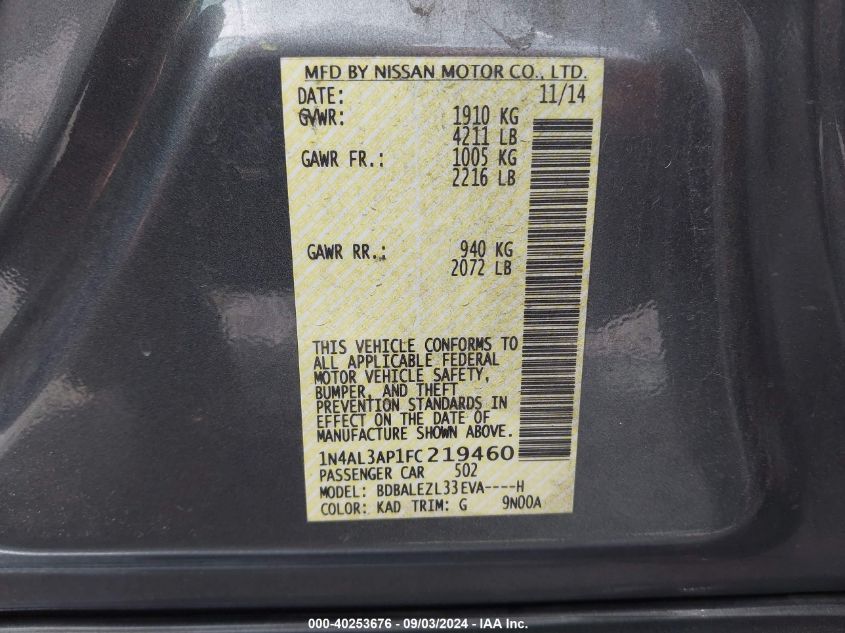 MFD BY NISSAN MOTOR CO., LTD.
DATE: 11/14
GVWR: 1910 KG
4211 LB
GAWR FR.: 1005 KG
2216 LB
GAWR RR.: 940 KG
2072 LB
THIS VEHICLE CONFORMS TO
ALL APPLICABLE FEDERAL
MOTOR VEHICLE SAFETY,
BUMPER, AND THEFT
PREVENTION STANDARDS IN
EFFECT ON THE DATE OF
MANUFACTURE SHOWN ABOVE.
1N4AL3AP1FC 219460
PASSENGER CAR 502
MODEL: BDBALEZL33EVA----H
COLOR: KAD TRIM: G 9N00A
000-40253676 - 09/03/2024 - IAA Inc.